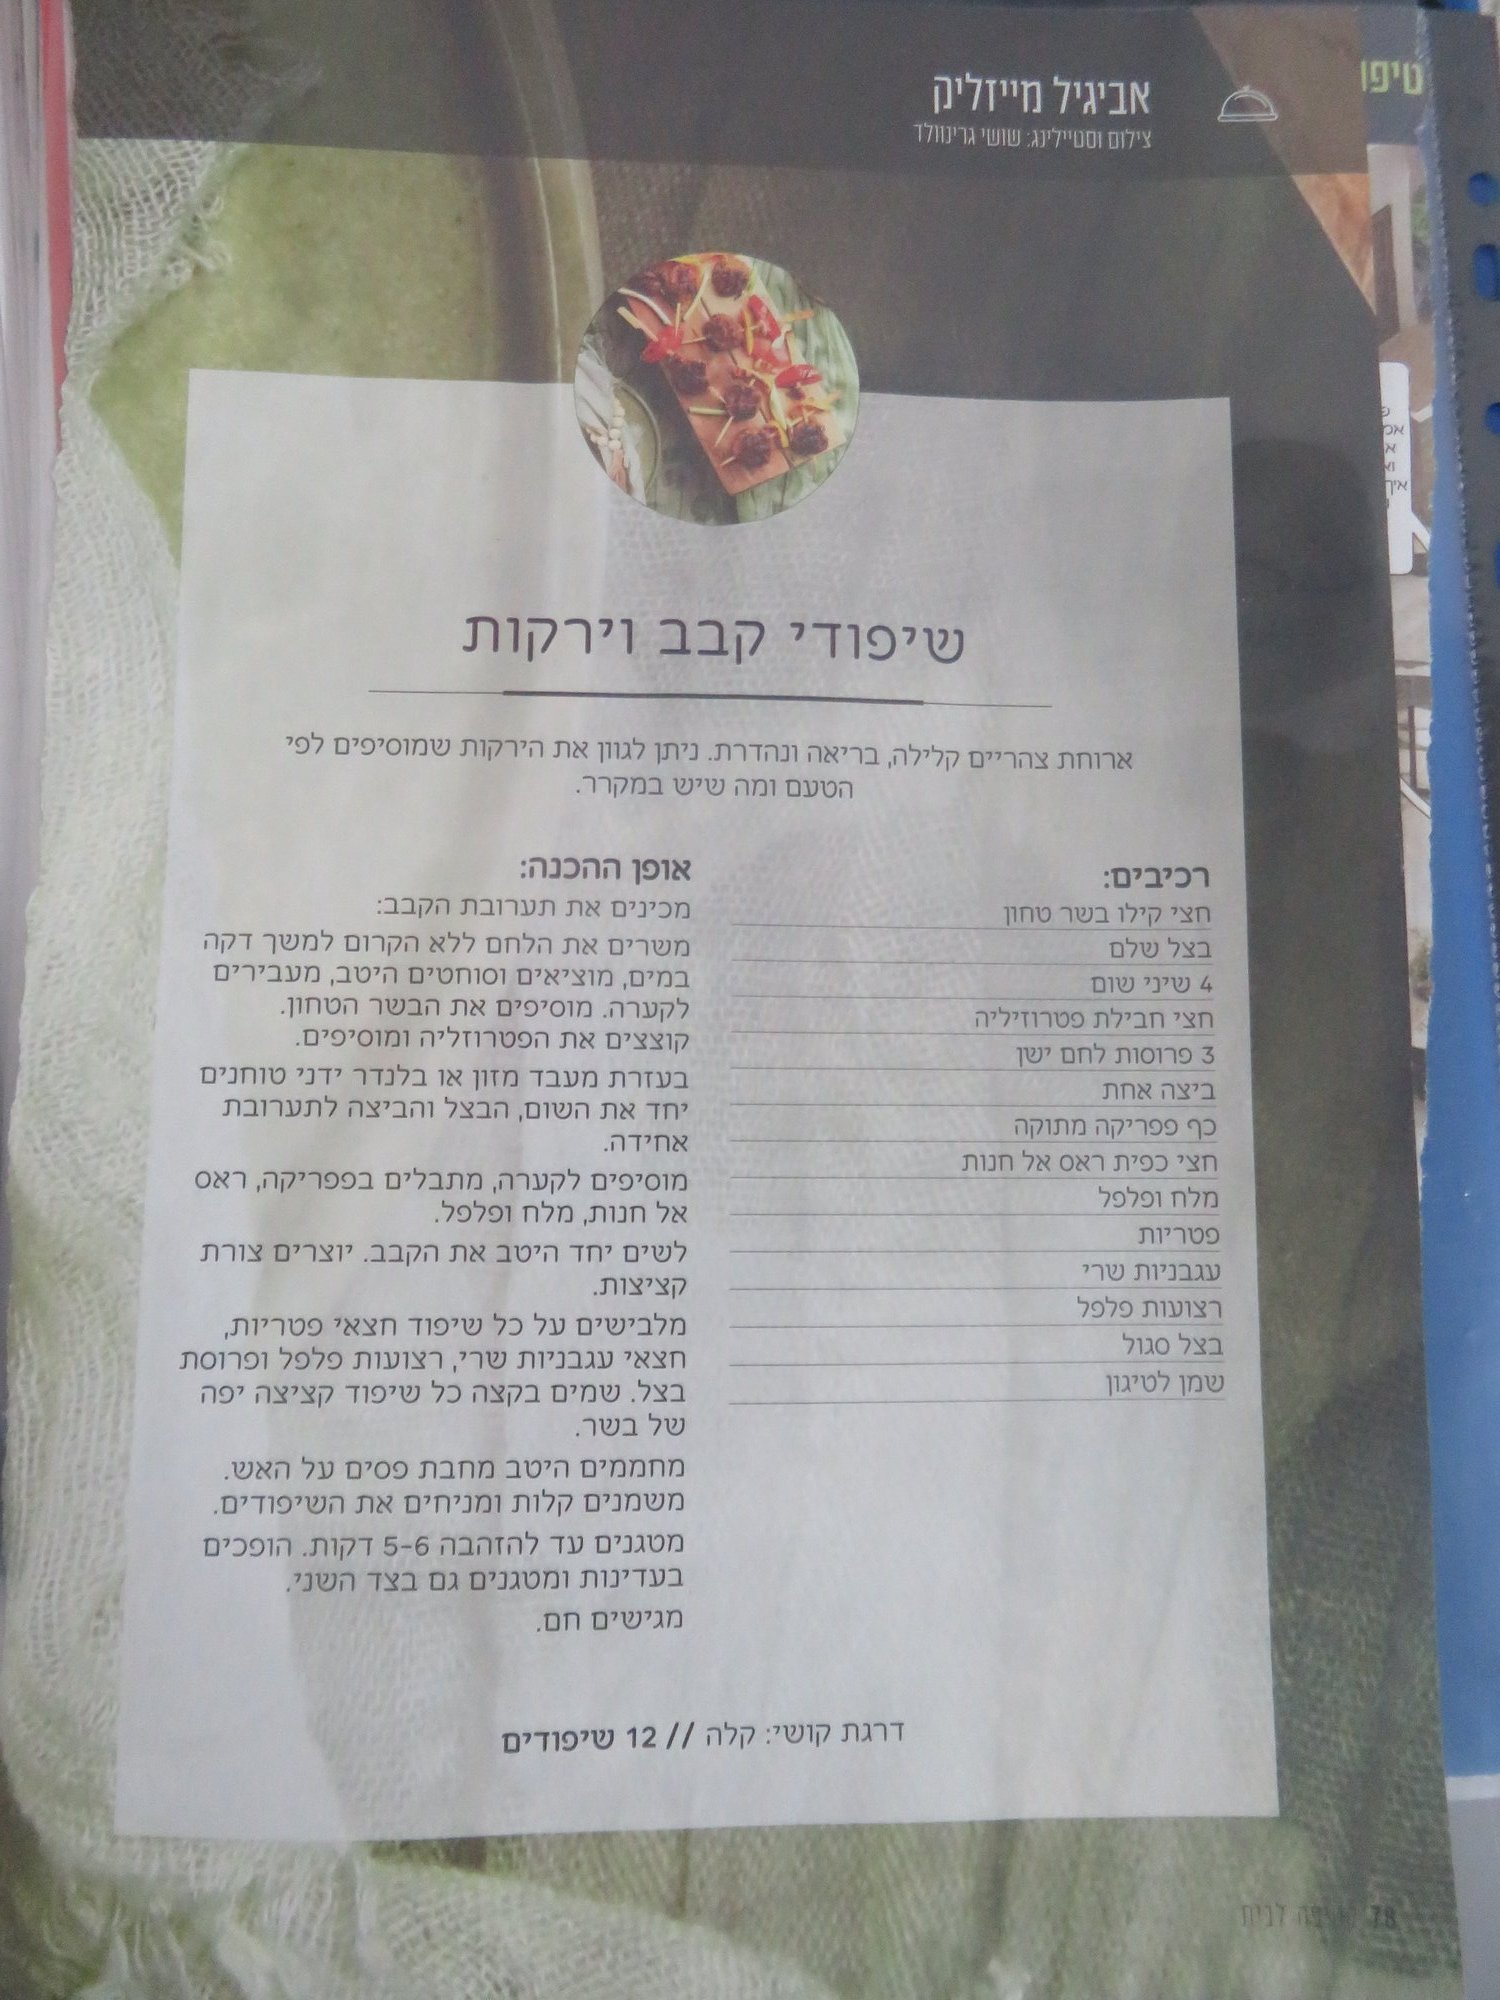 אביגיל מייזליק
צילום וסטיילינג: שושי גרינוולד
שיפודי קבב וירקות
ארוחת צהריים קלילה, בריאה ונהדרת. ניתן לגוון את הירקות שמוסיפים לפי
הטעם ומה שיש במקרר.
רכיבים:
חצי קילו בשר טחון
בצל שלם
4 שיני שום
חצי חבילת פטרוזיליה
3 פרוסות לחם ישן
ביצה אחת
כף פפריקה מתוקה
חצי כפית ראס אל חנות
מלח ופלפל
פטריות
עגבניות שרי
רצועות פלפל
בצל סגול
שמן לטיגון
אופן ההכנה:
מכינים את תערובת הקבב:
משרים את הלחם ללא הקרום למשך דקה
במים, מוציאים וסוחטים היטב, מעבירים
לקערה. מוסיפים את הבשר הטחון.
קוצצים את הפטרוזליה ומוסיפים.
בעזרת מעבד מזון או בלנדר ידני טוחנים
יחד את השום, הבצל והביצה לתערובת
אחידה.
מוסיפים לקערה, מתבלים בפפריקה, ראס
אל חנות, מלח ופלפל.
לשים יחד היטב את הקבב. יוצרים צורת
קציצות.
מלבישים על כל שיפוד חצאי פטריות,
חצאי עגבניות שרי, רצועות פלפל ופרוסת
בצל. שמים בקצה כל שיפוד קציצה יפה
של בשר.
מחממים היטב מחבת פסים על האש.
משמנים קלות ומניחים את השיפודים.
מטגנים עד להזהבה 5-6 דקות. הופכים
בעדינות ומטגנים גם בצד השני.
מגישים חם.
דרגת קושי: קלה // 12 שיפודים
78